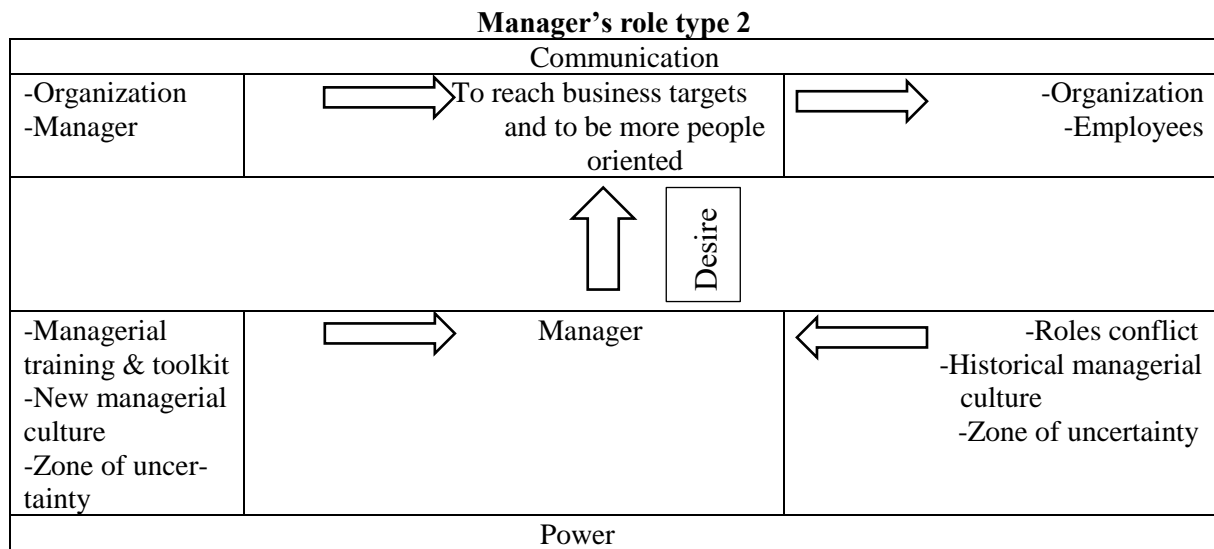 Manager’s role type 2
Communication
-Organization
-Manager
To reach business targets
and to be more people
oriented
-Organization
-Employees
Desire
-Managerial
training & toolkit
-New managerial
culture
-Zone of uncer-
tainty
Manager
-Roles conflict
-Historical managerial
culture
-Zone of uncertainty
Power